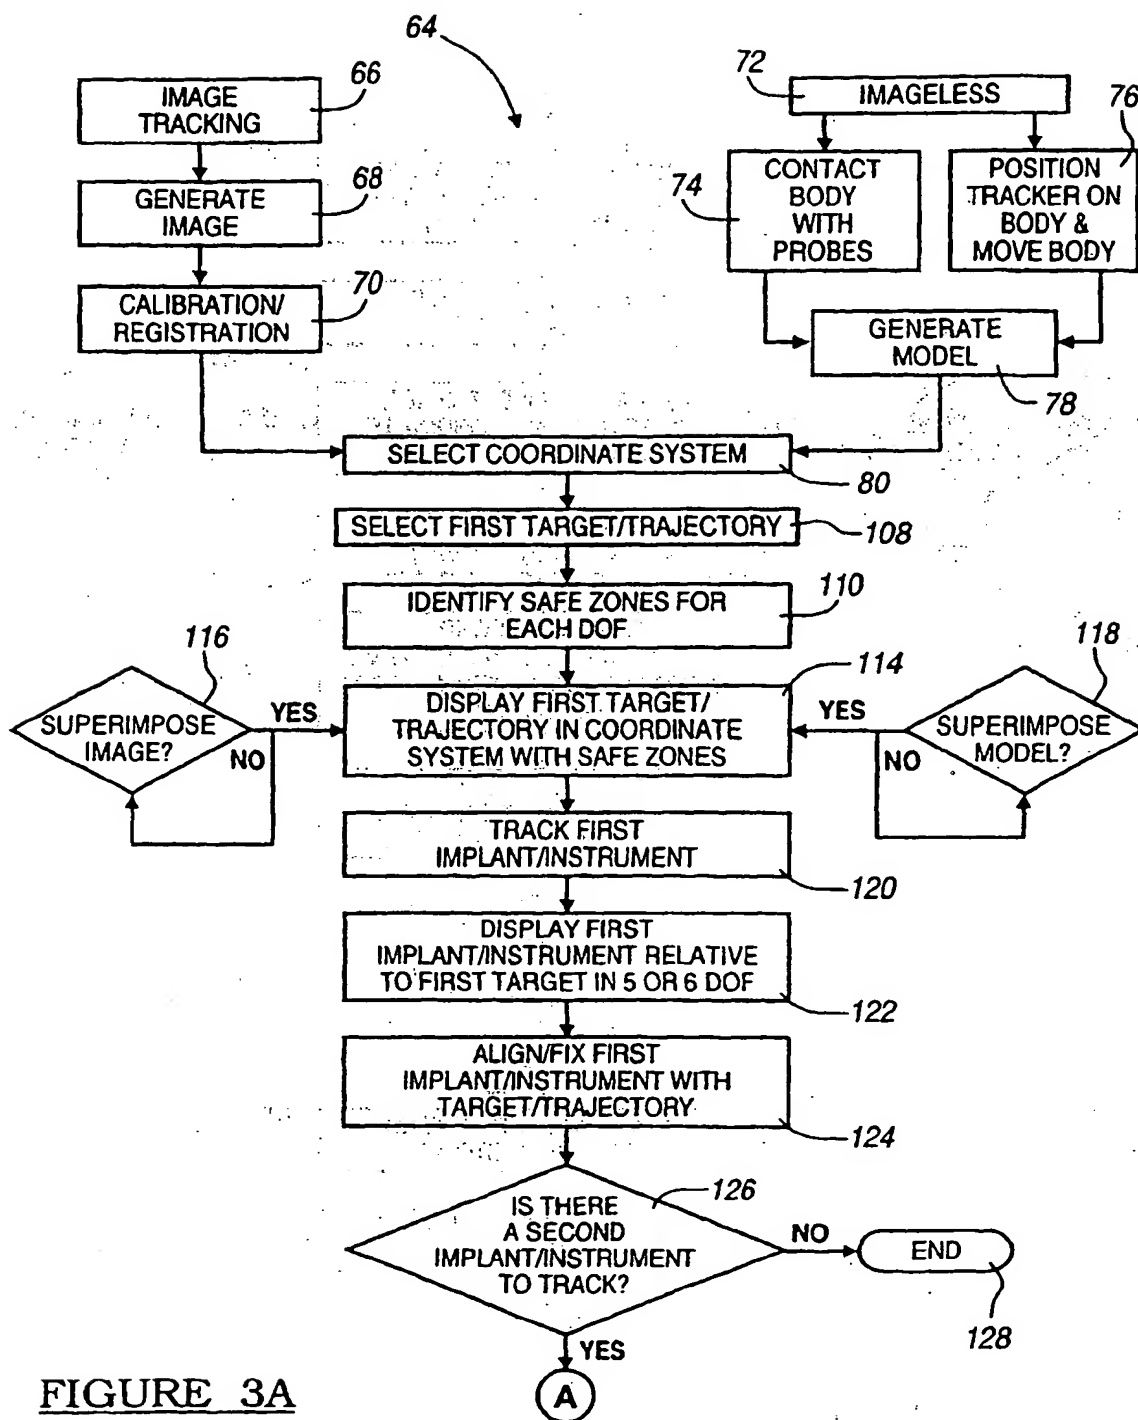 64
66
IMAGE
TRACKING
68
GENERATE
IMAGE
70
CALIBRATION/
REGISTRATION
72
IMAGELESS
76
74
CONTACT
BODY
WITH
PROBES
POSITION
TRACKER ON
BODY &
MOVE BODY
GENERATE
MODEL
78
SELECT COORDINATE SYSTEM
80
SELECT FIRST TARGET/TRAJECTORY
108
IDENTIFY SAFE ZONES FOR
EACH DOF
110
116
SUPERIMPOSE
IMAGE?
YES
NO
114
DISPLAY FIRST TARGET/
TRAJECTORY IN COORDINATE
SYSTEM WITH SAFE ZONES
118
YES
NO
SUPERIMPOSE
MODEL?
TRACK FIRST
IMPLANT/INSTRUMENT
120
DISPLAY FIRST
IMPLANT/INSTRUMENT RELATIVE
TO FIRST TARGET IN 5 OR 6 DOF
122
ALIGN/FIX FIRST
IMPLANT/INSTRUMENT WITH
TARGET/TRAJECTORY
124
126
IS THERE
A SECOND
IMPLANT/INSTRUMENT
TO TRACK?
NO
END
128
YES
A
FIGURE 3A